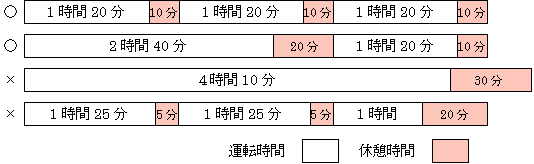 ○ 1時間20分 10分 1時間20分 10分 1時間20分 10分
○ 2時間40分 20分 1時間20分 10分
× 4時間10分 30分
× 1時間25分 5分 1時間25分 5分 1時間 20分
運転時間 休憩時間